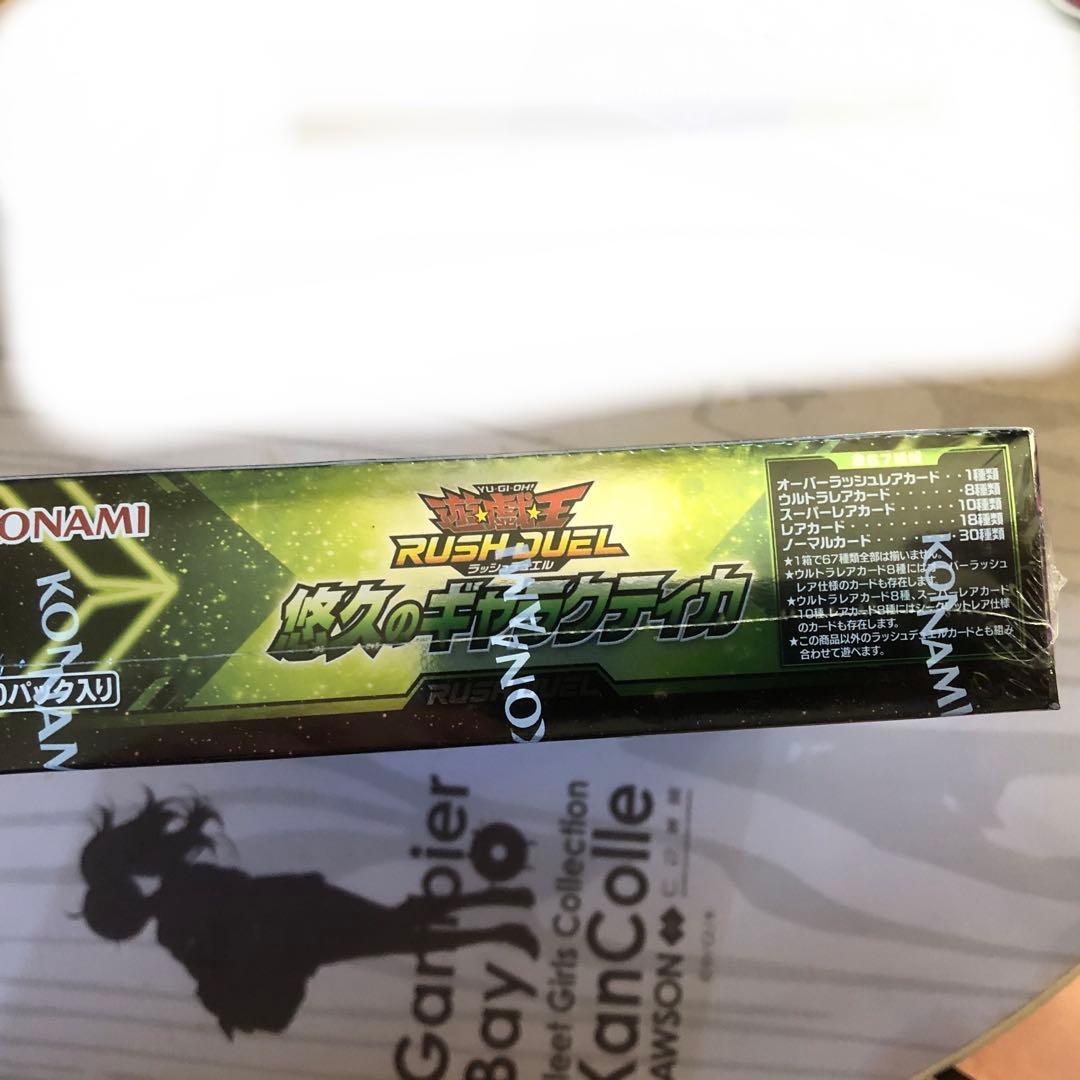 KONAMI
YU-GI-OH!
遊戯王
RUSH DUEL
ラッシュデュエル
悠久のギャラクティカ
RUSH DUEL
0パック入り
全67種類
オーバーラッシュレアカード・・1種類
ウルトラレアカード・・・・・・8種類
スーパーレアカード・・・・・10種類
レアカード・・・・・・・・・18種類
ノーマルカード・・・・・・・30種類
★1箱で67種類全部は揃いません。
★ウルトラレアカード8種にはオーバーラッシュ
レア仕様のカードも存在します。
★ウルトラレアカード8種、スーパーレアカード
10種、レアカード8種にはシークレットレア仕様
のカードも存在します。
★この商品以外のラッシュデュエルカードとも組み
合わせて遊べます。
KONAMI
KONAMI
KONAMI
Gambier
Bay
leet Girls Collection
KanColle
AWSON